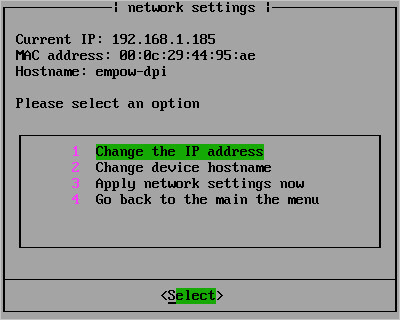 network settings
Current IP: 192.168.1.185
MAC address: 00:0c:29:44:95:ae
Hostname: empow-dpi
Please select an option
1 Change the IP address
2 Change device hostname
3 Apply network settings now
4 Go back to the main the menu
<Select>